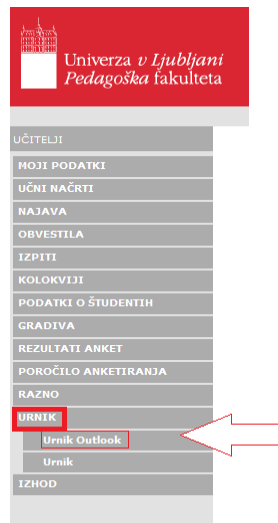 Univerza v Ljubljani
Pedagoška fakulteta
UČITELJI
MOJI PODATKI
UČNI NAČRTI
NAJAVA
OBVESTILA
IZPITI
KOLOKVIJI
PODATKI O ŠTUDENTIH
GRADIVA
REZULTATI ANKET
POROČILO ANKETIRANJA
RAZNO
URNIK
Urnik Outlook
Urnik
IZHOD